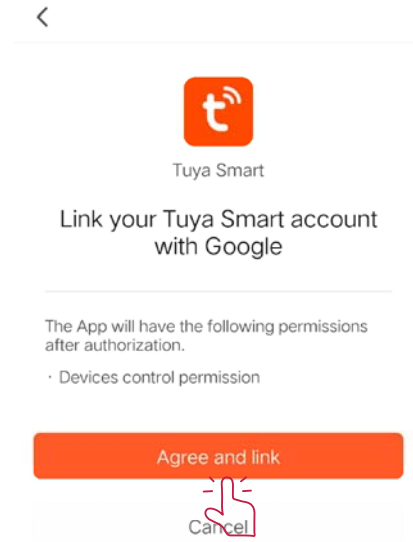 Tuya Smart
Link your Tuya Smart account
with Google
The App will have the following permissions
after authorization.
· Devices control permission
Agree and link
Cancel